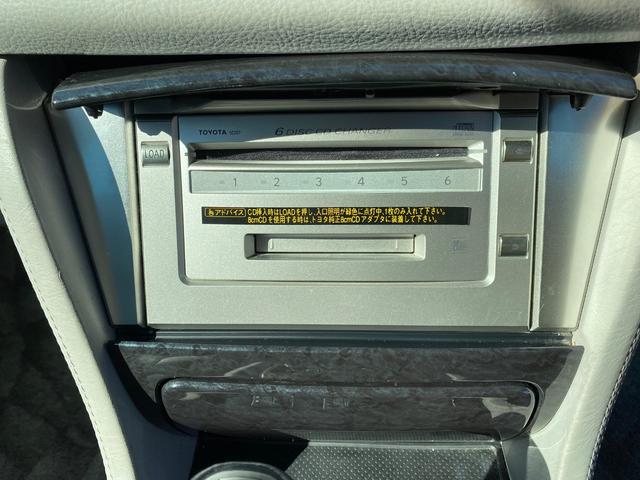 TOYOTA
6 DISC CD CHANGER
LOAD
1 2 3 4 5 6
アドバイス CD挿入時はLOADを押し、入口照明が緑色に点灯中、1枚のみ入れて下さい。
8cmCDを使用する時は、トヨタ純正8cmCDアダプタに装着して下さい。